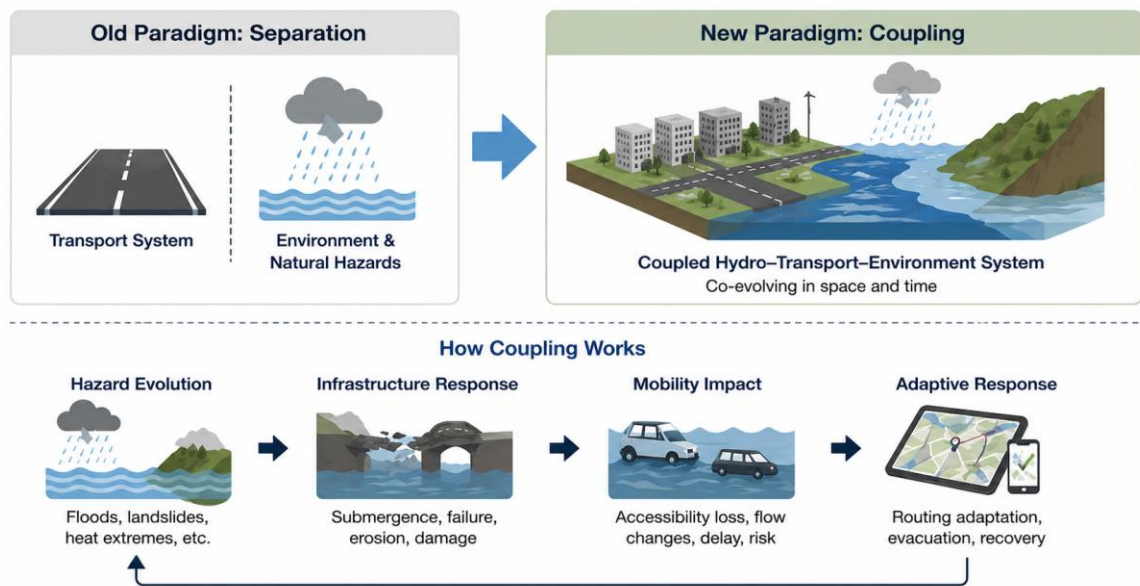 Old Paradigm: Separation
Transport System
Environment &
Natural Hazards
New Paradigm: Coupling
Coupled Hydro–Transport–Environment System
Co-evolving in space and time
How Coupling Works
Hazard Evolution
Floods, landslides,
heat extremes, etc.
Infrastructure Response
Submergence, failure,
erosion, damage
Mobility Impact
Accessibility loss, flow
changes, delay, risk
Adaptive Response
Routing adaptation,
evacuation, recovery